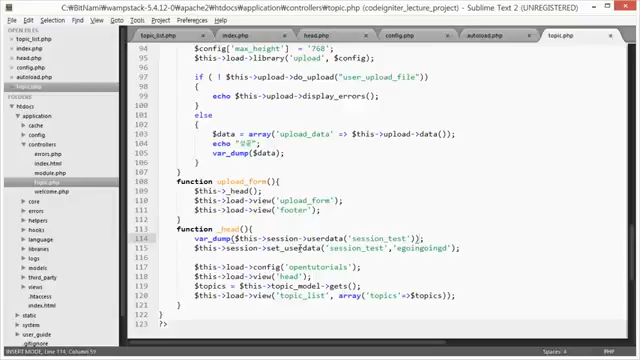 C:₩BitNami₩wampstack-5.4.12-0₩apache2₩htdocs₩application₩controllers₩topic.php (codeigniter_lecture_project) - Sublime Text 2 (UNREGISTERED)
File Edit Selection Find View Goto Tools Project Preferences Help
OPEN FILES
topic_list.php
index.php
head.php
config.php
autoload.php
topic.php
FOLDERS
htdocs
application
cache
config
controllers
errors.php
index.html
module.php
topic.php
welcome.php
core
errors
helpers
hooks
language
libraries
logs
models
third_party
views
.htaccess
index.html
static
system
user_guide
topic_list.php index.php head.php config.php autoload.php topic.php
94 $config['max_height'] = '768';
95 $this->load->library('upload', $config);
96
97 if ( ! $this->upload->do_upload("user_upload_file"))
98 {
99 echo $this->upload->display_errors();
100 }
101 else
102 {
103 $data = array('upload_data' => $this->upload->data());
104 echo "성공";
105 var_dump($data);
106 }
107 }
108 function upload_form(){
109 $this->_head();
110 $this->load->view('upload_form');
111 $this->load->view('footer');
112 }
113 function _head(){
114 var_dump($this->session->userdata('session_test'));
115 $this->session->set_userdata('session_test','egoingoingd');
116
117 $this->load->config('opentutorials');
118 $this->load->view('head');
119 $topics = $this->topic_model->gets();
120 $this->load->view('topic_list', array('topics'=>$topics));
121 }
122 }
123 ?>
INSERT MODE, Line 114, Column 59 Spaces: 4 PHP